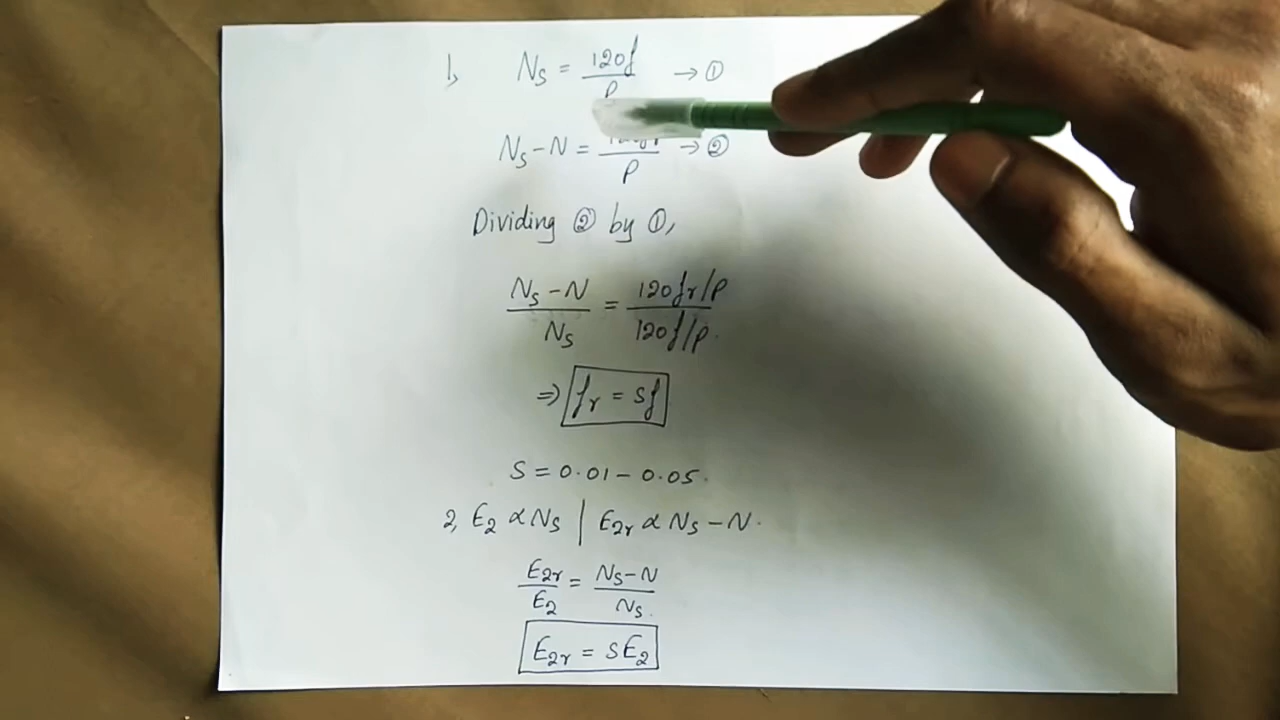 1, Ns = 120f/P → ①
Ns - N = /P → ②
Dividing ② by ①,
Ns - N/Ns = 120fr/P/120f/P.
⇒ fr = sf
S = 0.01 - 0.05.
2, E2 ∝ Ns | E2r ∝ Ns - N.
E2r/E2 = Ns-N/Ns.
E2r = SE2